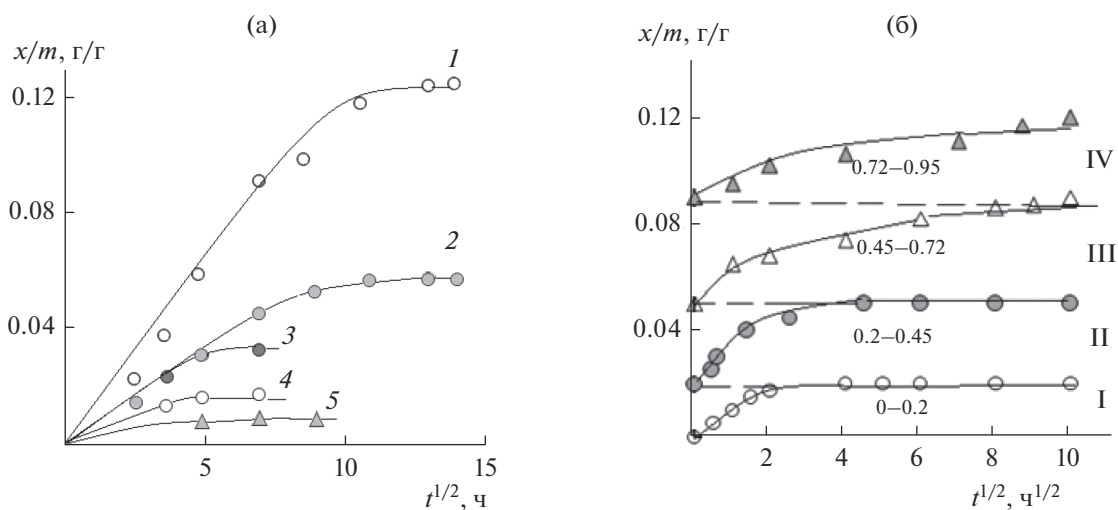 (а)
x/m, г/г
0.12
0.08
0.04
1
2
3
4
5
5
10
15
t^{1/2}, ч
(б)
x/m, г/г
0.12
0.08
0.04
IV
0.72–0.95
III
0.45–0.72
II
0.2–0.45
I
0–0.2
2
4
6
8
10
t^{1/2}, ч^{1/2}